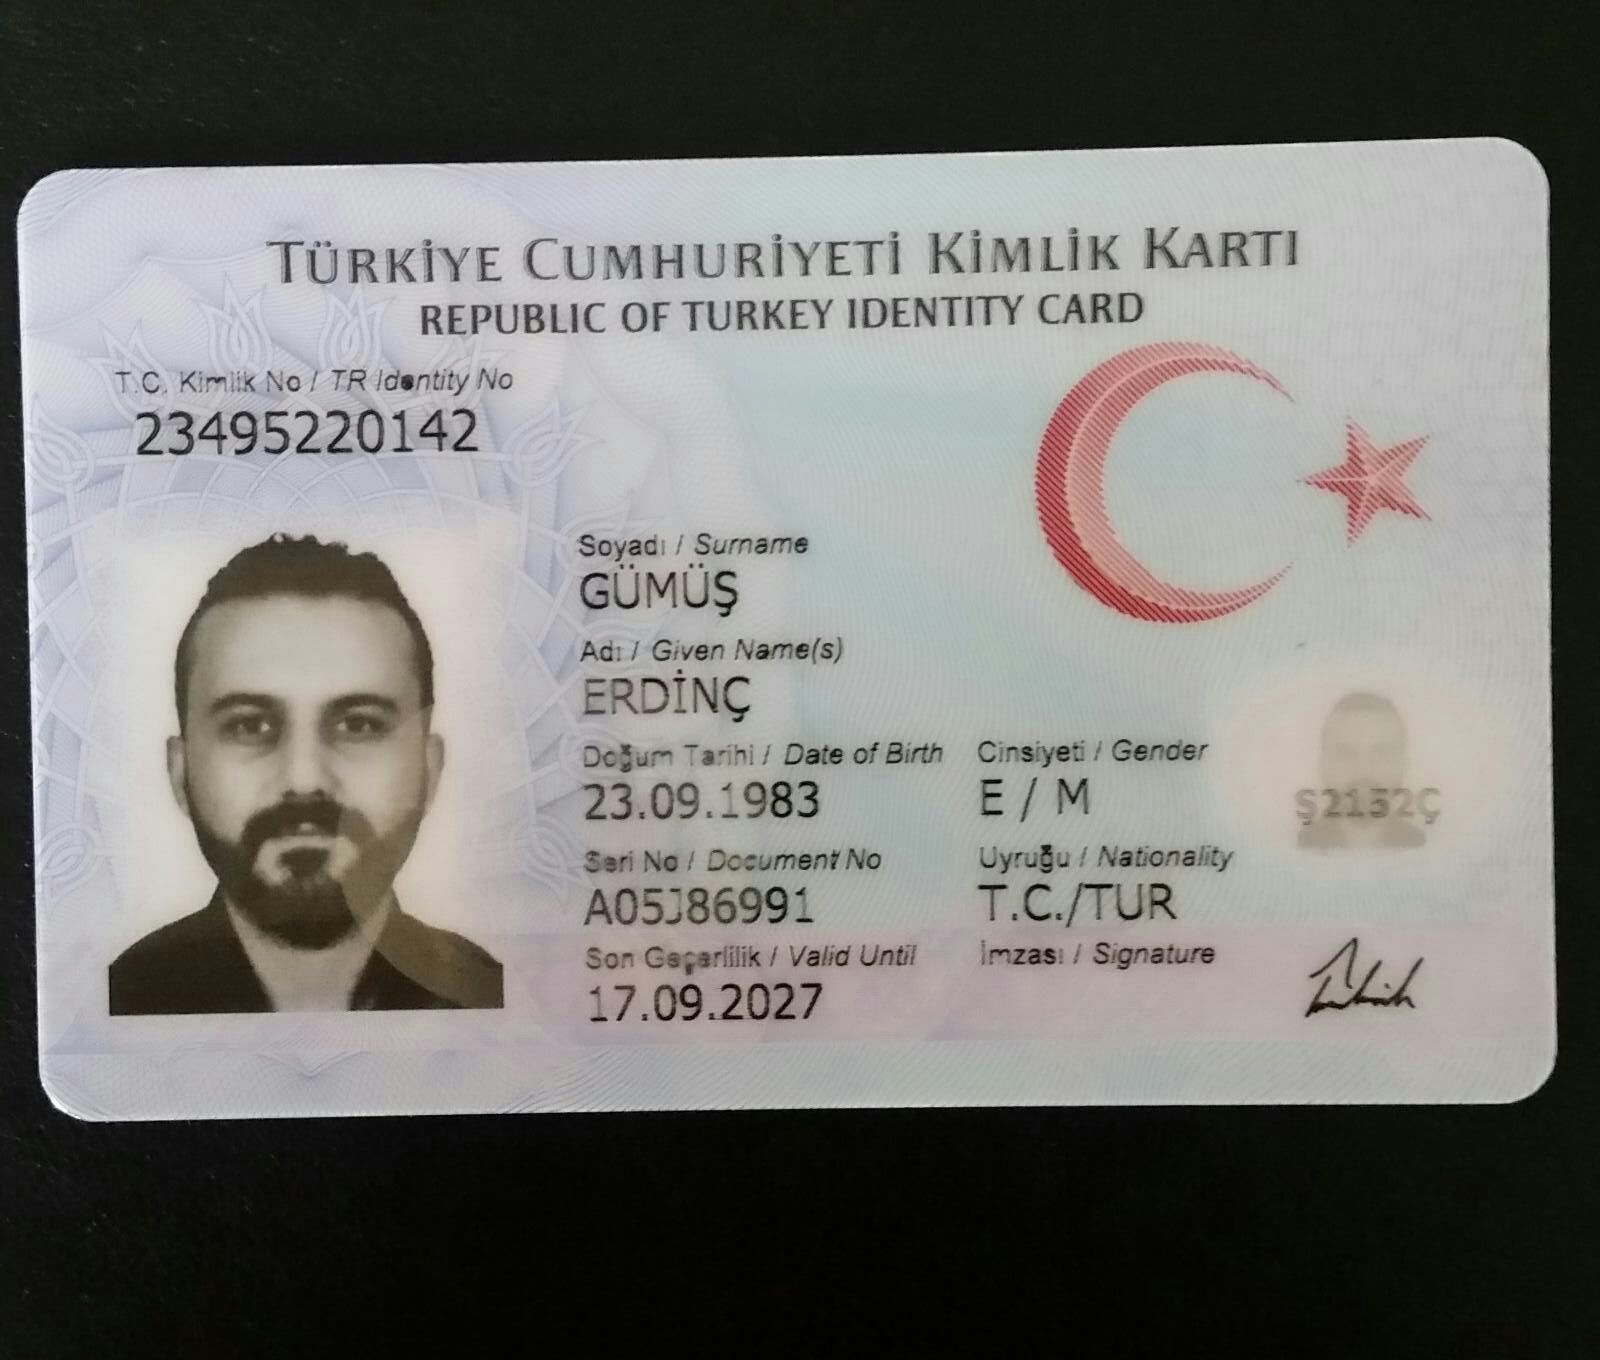 TÜRKİYE CUMHURİYETİ KİMLİK KARTI
REPUBLIC OF TURKEY IDENTITY CARD
T.C. Kimlik No / TR Identity No
23495220142
Soyadı / Surname
GÜMÜŞ
Adı / Given Name(s)
ERDİNÇ
Doğum Tarihi / Date of Birth Cinsiyeti / Gender
23.09.1983 E / M
Ş2152Ç
Seri No / Document No Uyruğu / Nationality
A05J86991 T.C./TUR
Son Geçerlilik / Valid Until İmzası / Signature
17.09.2027